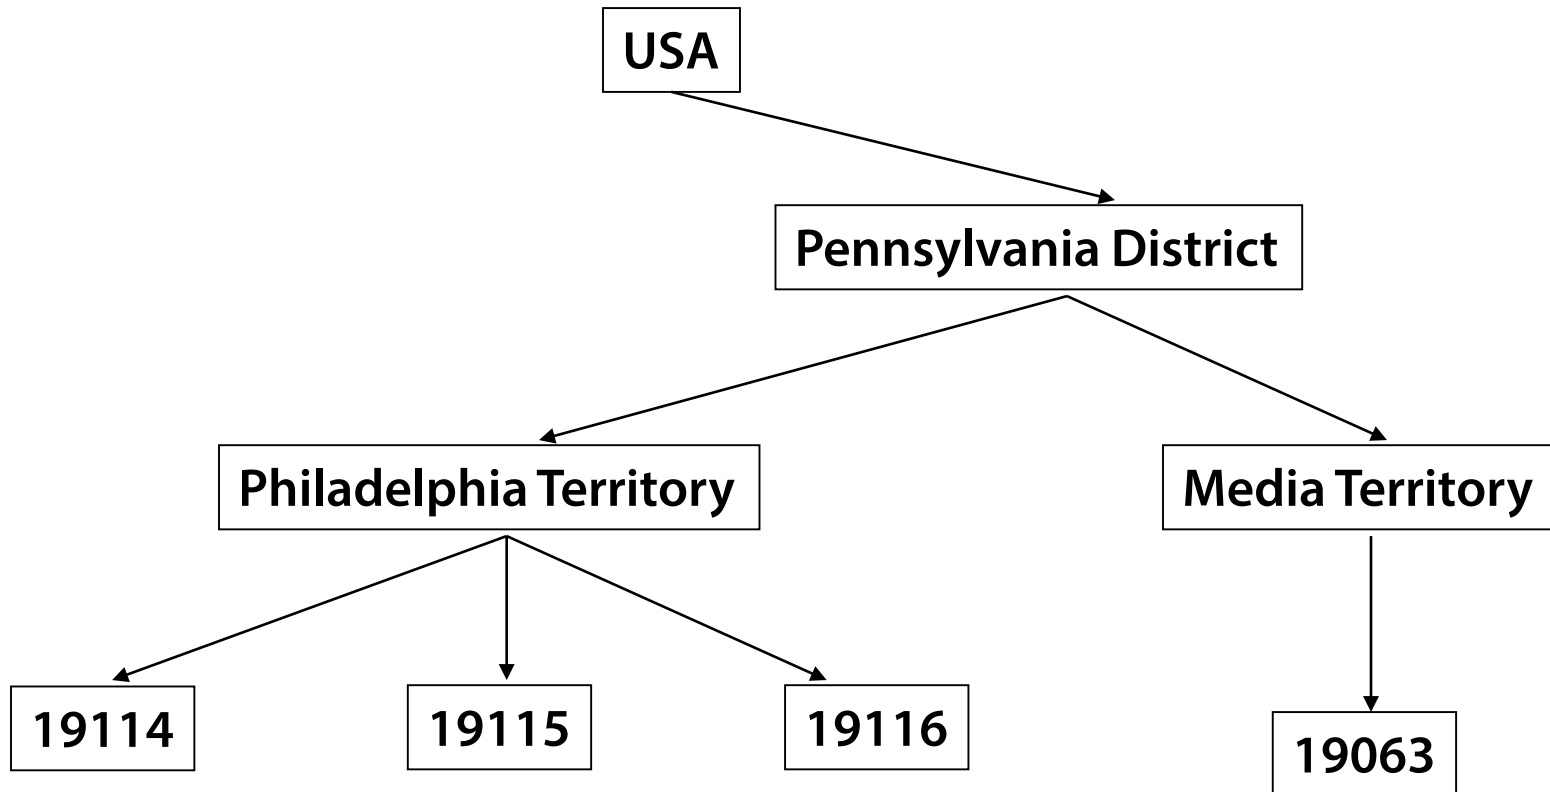 USA
Pennsylvania District
Philadelphia Territory
Media Territory
19114
19115
19116
19063